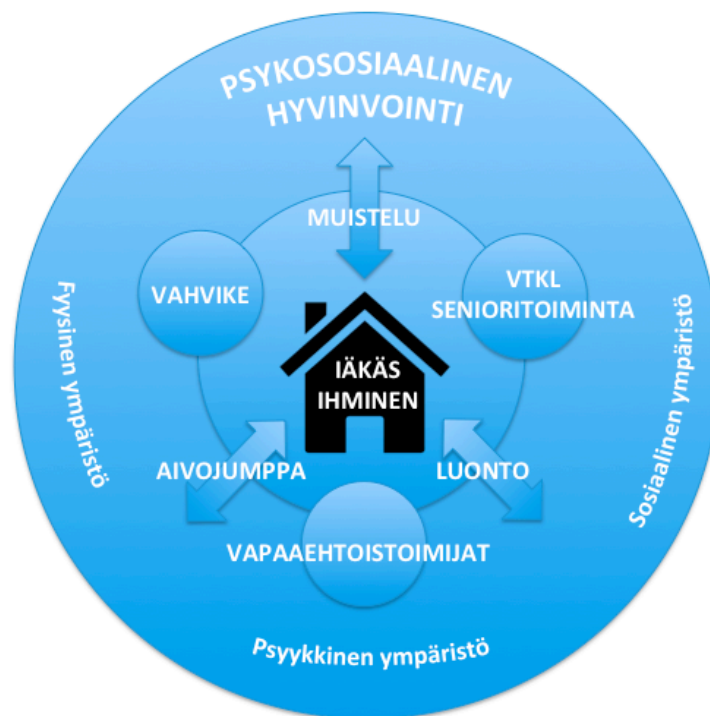 PSYKOSOSIAALINEN
HYVINVOINTI
MUISTELU
VAHVIKE
VTKL
SENIORITOIMINTA
Fyysinen ympäristö
IÄKÄS
IHMINEN
Sosiaalinen ympäristö
AIVOJUMPPA
LUONTO
VAPAAEHTOISTOIMIJAT
Psyykkinen ympäristö